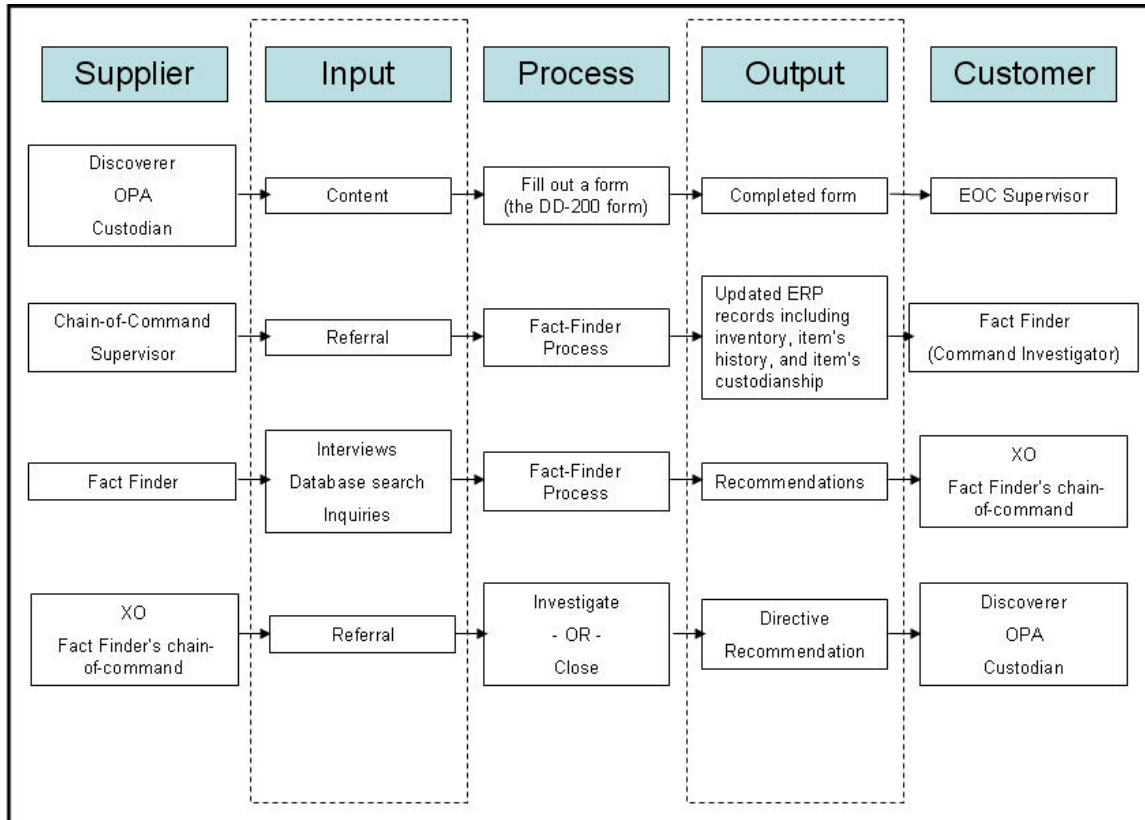 Supplier
Input
Process
Output
Customer
Discoverer
OPA
Custodian
Content
Fill out a form
(the DD-200 form)
Completed form
EOC Supervisor
Chain-of-Command
Supervisor
Referral
Fact-Finder
Process
Updated ERP
records including
inventory, item's
history, and item's
custodianship
Fact Finder
(Command Investigator)
Fact Finder
Interviews
Database search
Inquiries
Fact-Finder
Process
Recommendations
XO
Fact Finder's chain-
of-command
XO
Fact Finder's chain-
of-command
Referral
Investigate
- OR -
Close
Directive
Recommendation
Discoverer
OPA
Custodian